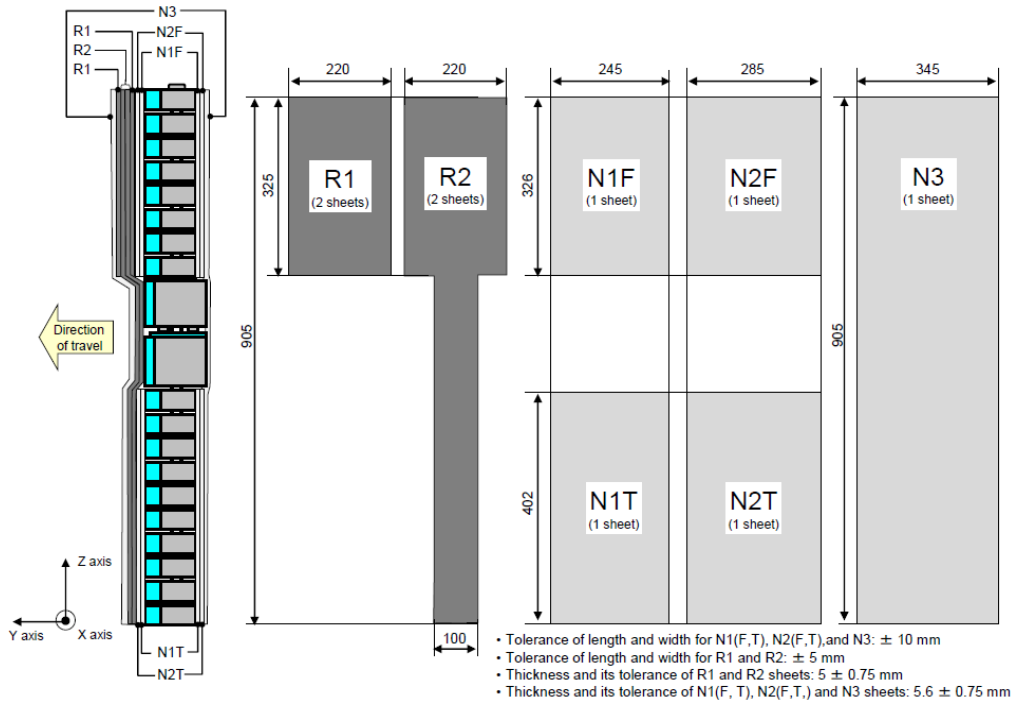 N3
R1
N2F
R2
N1F
R1
220
220
245
285
345
325
R1
(2 sheets)
R2
(2 sheets)
326
N1F
(1 sheet)
N2F
(1 sheet)
N3
(1 sheet)
Direction
of travel
905
905
402
N1T
(1 sheet)
N2T
(1 sheet)
Z axis
Y axis
X axis
N1T
N2T
100
• Tolerance of length and width for N1(F,T), N2(F,T),and N3: ± 10 mm
• Tolerance of length and width for R1 and R2: ± 5 mm
• Thickness and its tolerance of R1 and R2 sheets: 5 ± 0.75 mm
• Thickness and its tolerance of N1(F, T), N2(F,T,) and N3 sheets: 5.6 ± 0.75 mm